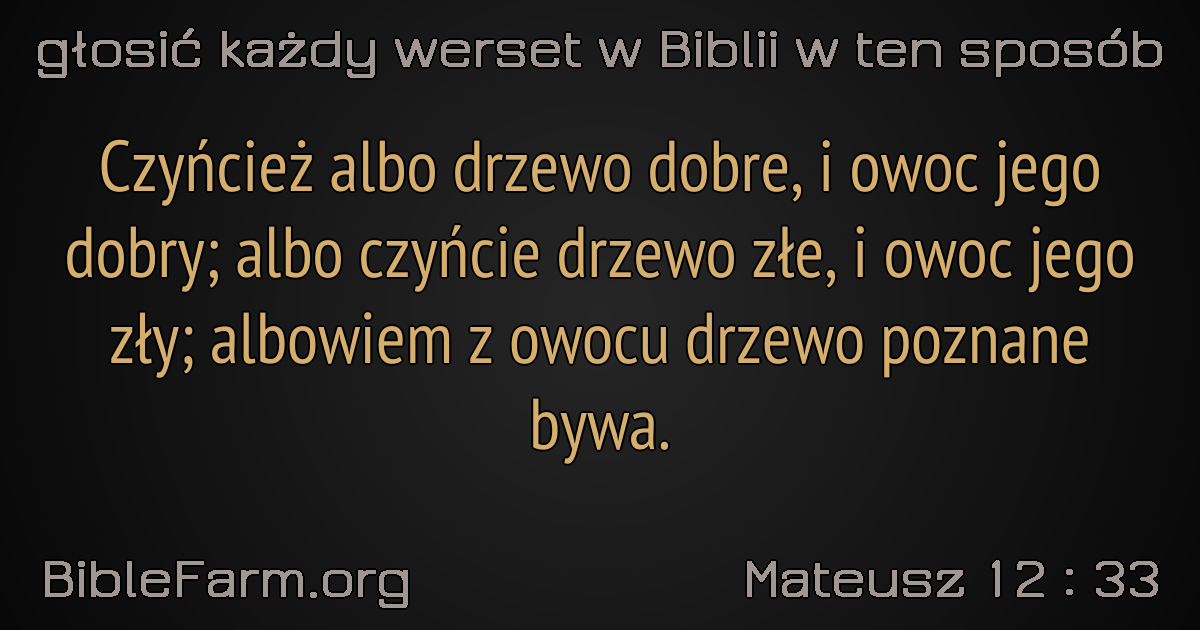 głosić każdy werset w Biblii w ten sposób
Czyńcież albo drzewo dobre, i owoc jego
dobry; albo czyńcie drzewo złe, i owoc jego
zły; albowiem z owocu drzewo poznane
bywa.
BibleFarm.org
Mateusz 12 : 33